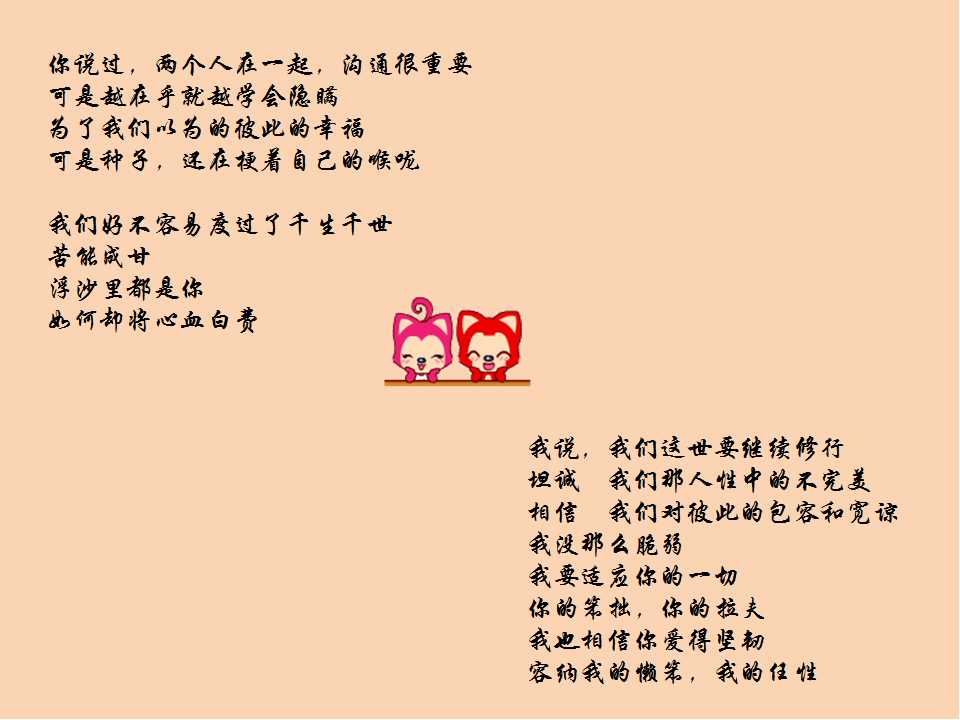 你说过，两个人在一起，沟通很重要
可是越在乎就越学会隐瞒
为了我们以为的彼此的幸福
可是种子，还在梗着自己的喉咙
我们好不容易度过了千生千世
苦能成甘
浮沙里都是你
如何却将心血白费
我说，我们这世要继续修行
坦诚　我们那人性中的不完美
相信　我们对彼此的包容和宽谅
我没那么脆弱
我要适应你的一切
你的笨拙，你的拉夫
我也相信你爱得坚韧
容纳我的懒笨，我的任性